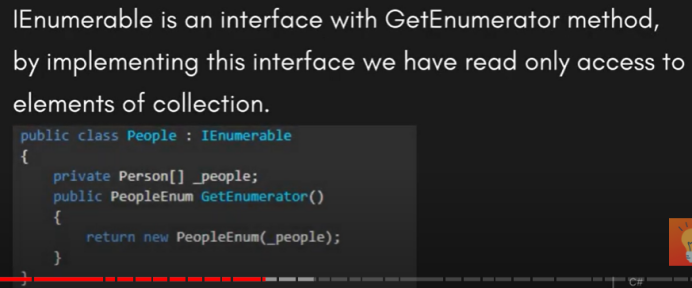 IEnumerable is an interface with GetEnumerator method,
by implementing this interface we have read only access to
elements of collection.
public class People : IEnumerable
{
    private Person[] _people;
    public PeopleEnum GetEnumerator()
    {
        return new PeopleEnum(_people);
    }
}
C#